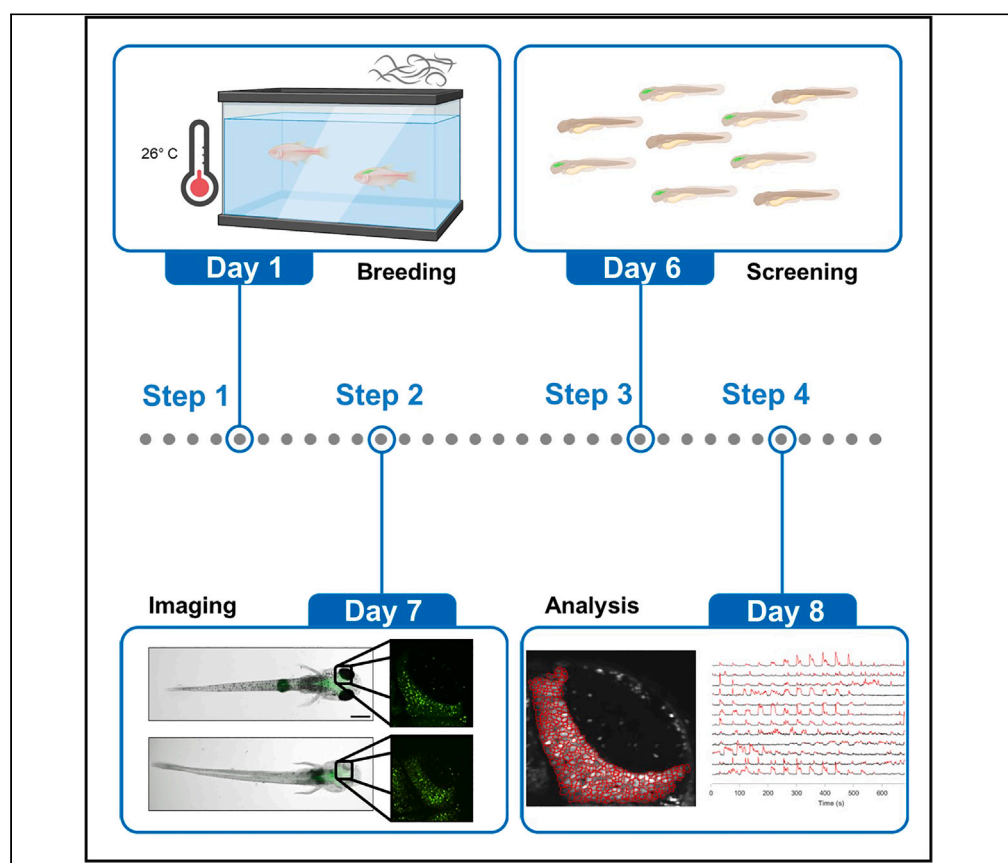 26° C
Day 1
Breeding
Day 6
Screening
Step 1
Step 2
Step 3
Step 4
Imaging
Day 7
Analysis
Day 8
0 100 200 300 400 500 600
Time (s)